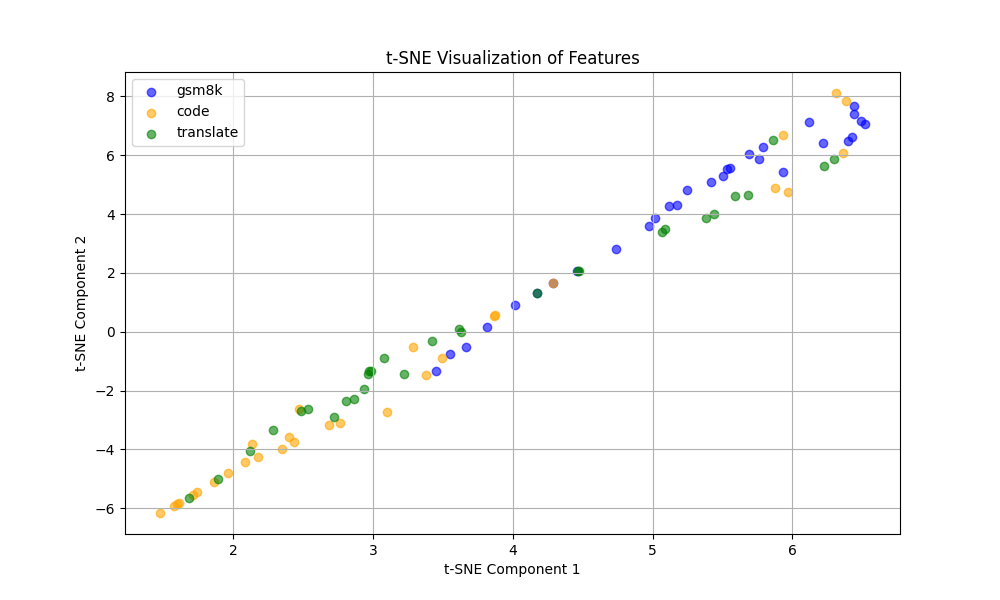 t-SNE Visualization of Features
gsm8k
code
translate
t-SNE Component 2
8
6
4
2
0
−2
−4
−6
2
3
4
5
6
t-SNE Component 1